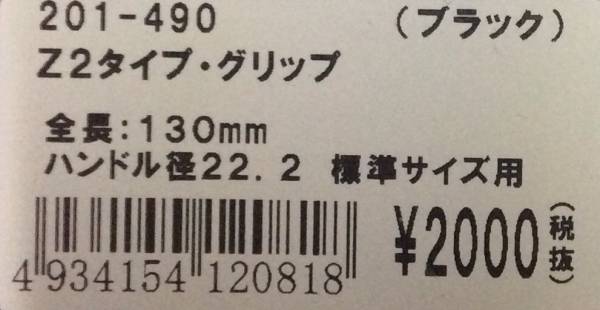 201-490 (ブラック)
Z2タイプ・グリップ
全長:130mm
ハンドル径22.2 標準サイズ用
¥2000(税抜)
4 934154 120818